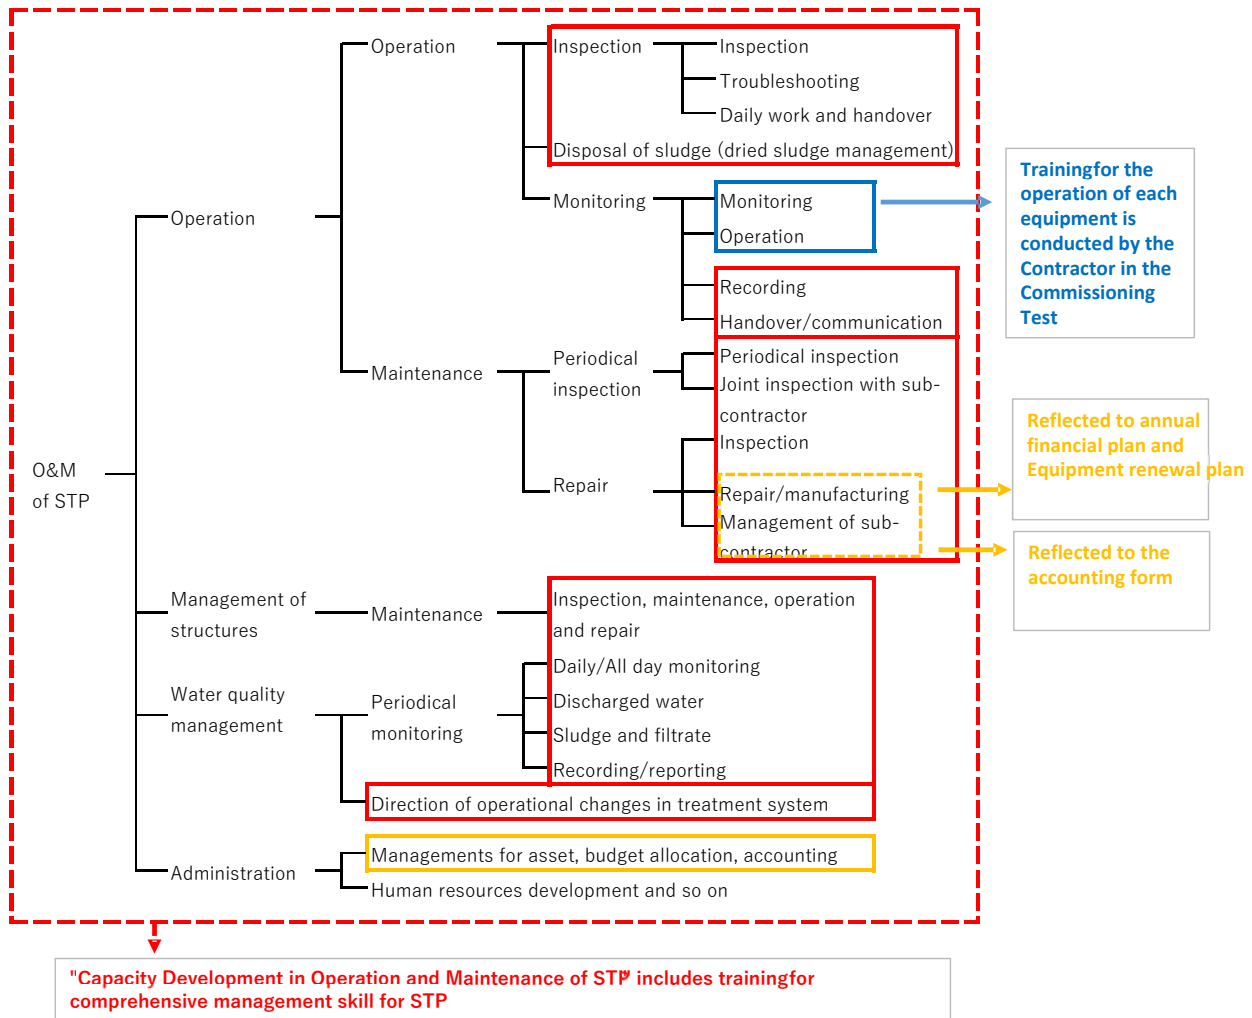 Operation
Inspection
Inspection
Troubleshooting
Daily work and handover
Disposal of sludge (dried sludge management)
Operation
Monitoring
Monitoring
Operation
Recording
Handover/communication
Maintenance
Periodical
inspection
Periodical inspection
Joint inspection with sub-
contractor
Inspection
Repair
Repair/manufacturing
Management of sub-
contractor
O&M
of STP
Management of
structures
Maintenance
Inspection, maintenance, operation
and repair
Water quality
management
Periodical
monitoring
Daily/All day monitoring
Discharged water
Sludge and filtrate
Recording/reporting
Direction of operational changes in treatment system
Administration
Managements for asset, budget allocation, accounting
Human resources development and so on
Trainingfor the
operation of each
equipment is
conducted by the
Contractor in the
Commissioning
Test
Reflected to annual
financial plan and
Equipment renewal plan
Reflected to the
accounting form
"Capacity Development in Operation and Maintenance of STP" includes trainingfor
comprehensive management skill for STP